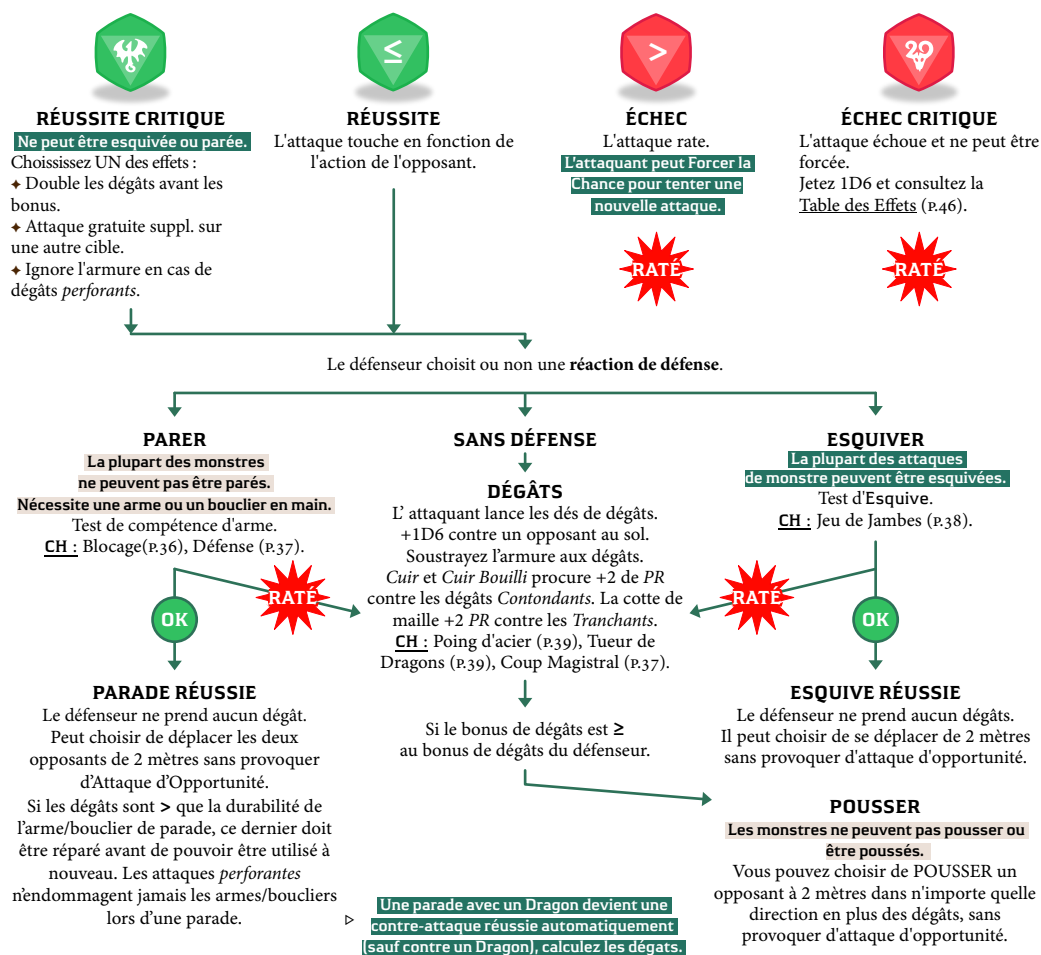 ≤
>
20
RÉUSSITE CRITIQUE
Ne peut être esquivée ou parée.
Choississez UN des effets :
✦ Double les dégâts avant les
bonus.
✦ Attaque gratuite suppl. sur
une autre cible.
✦ Ignore l'armure en cas de
dégâts perforants.
RÉUSSITE
L'attaque touche en fonction de
l'action de l'opposant.
ÉCHEC
L'attaque rate.
L'attaquant peut Forcer la
Chance pour tenter une
nouvelle attaque.
RATÉ
ÉCHEC CRITIQUE
L'attaque échoue et ne peut être
forcée.
Jetez 1D6 et consultez la
Table des Effets (P.46).
RATÉ
Le défenseur choisit ou non une réaction de défense.
PARER
La plupart des monstres
ne peuvent pas être parés.
Nécessite une arme ou un bouclier en main.
Test de compétence d'arme.
CH : Blocage(P.36), Défense (P.37).
RATÉ
OK
SANS DÉFENSE
DÉGÂTS
L' attaquant lance les dés de dégâts.
+1D6 contre un opposant au sol.
Soustrayez l'armure aux dégâts.
Cuir et Cuir Bouilli procure +2 de PR
contre les dégâts Contondants. La cotte de
maille +2 PR contre les Tranchants.
CH : Poing d'acier (P.39), Tueur de
Dragons (P.39), Coup Magistral (P.37).
ESQUIVER
La plupart des attaques
de monstre peuvent être esquivées.
Test d'Esquive.
CH : Jeu de Jambes (P.38).
RATÉ
OK
PARADE RÉUSSIE
Le défenseur ne prend aucun dégât.
Peut choisir de déplacer les deux
opposants de 2 mètres sans provoquer
d'Attaque d'Opportunité.
Si les dégâts sont > que la durabilité de
l'arme/bouclier de parade, ce dernier doit
être réparé avant de pouvoir être utilisé à
nouveau. Les attaques perforantes
n'endommagent jamais les armes/boucliers
lors d'une parade.
Si le bonus de dégâts est ≥
au bonus de dégâts du défenseur.
ESQUIVE RÉUSSIE
Le défenseur ne prend aucun dégâts.
Il peut choisir de se déplacer de 2 mètres
sans provoquer d'attaque d'opportunité.
POUSSER
Les monstres ne peuvent pas pousser ou
être poussés.
Vous pouvez choisir de POUSSER un
opposant à 2 mètres dans n'importe quelle
direction en plus des dégâts, sans
provoquer d'attaque d'opportunité.
▷ Une parade avec un Dragon devient une
contre-attaque réussie automatiquement
(sauf contre un Dragon), calculez les dégats.